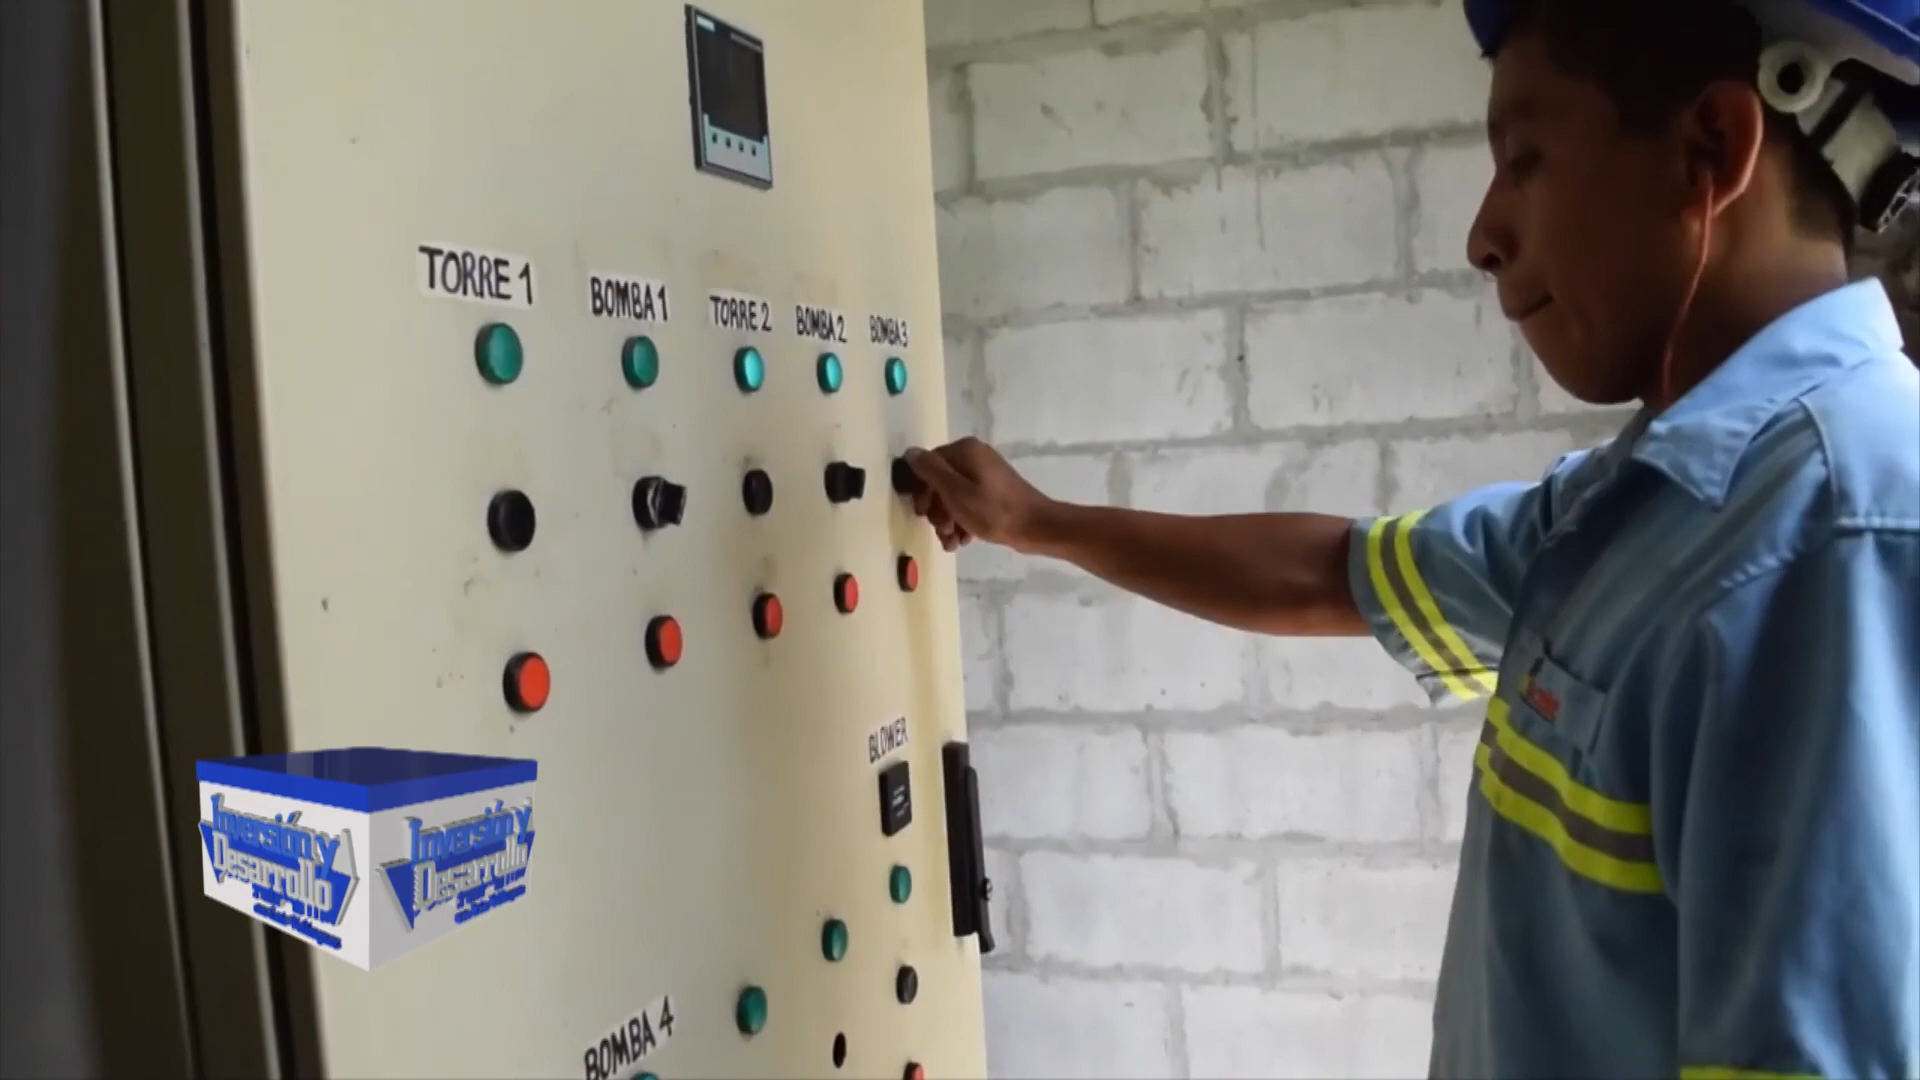 TORRE 1
BOMBA 1
TORRE 2
BOMBA 2
BOMBA 3
BLOWER
BOMBA 4
Inversión y
Desarrollo
Inversión y
Desarrollo